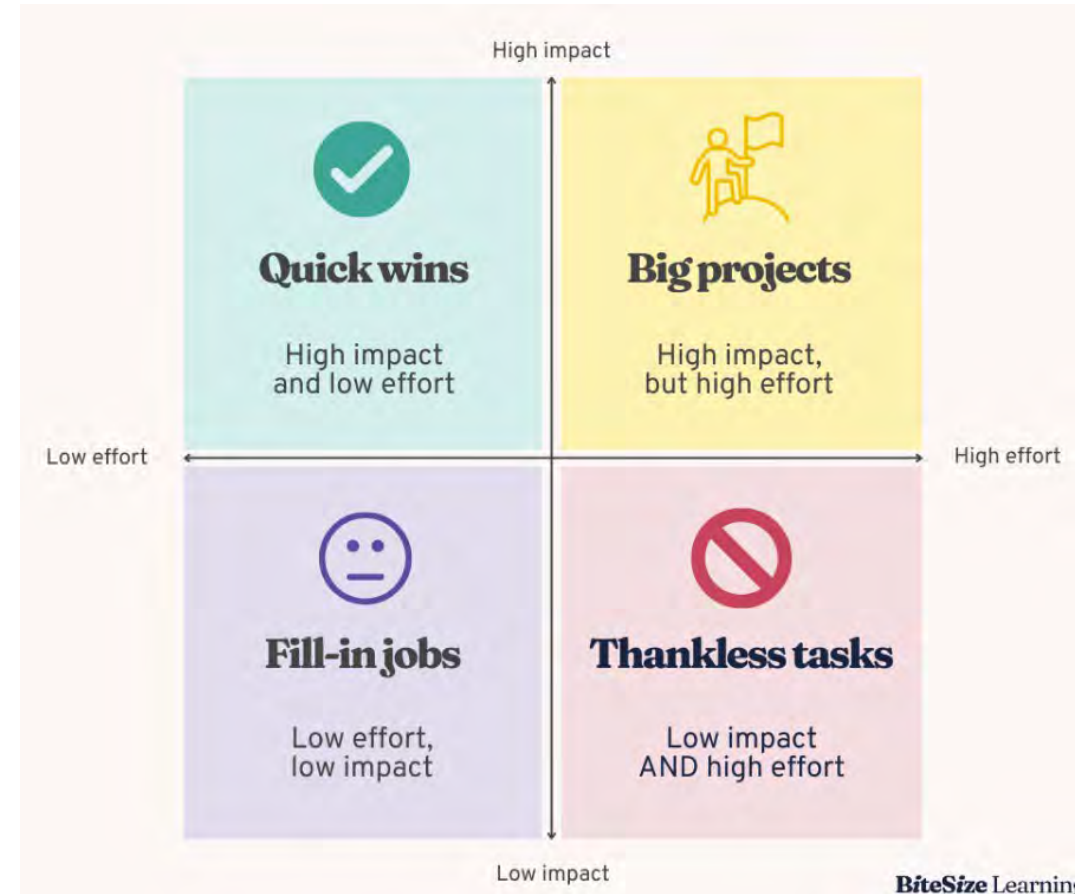 High impact
Quick wins
High impact
and low effort
Big projects
High impact,
but high effort
Low effort
High effort
Fill-in jobs
Low effort,
low impact
Thankless tasks
Low impact
AND high effort
Low impact
BiteSize Learning